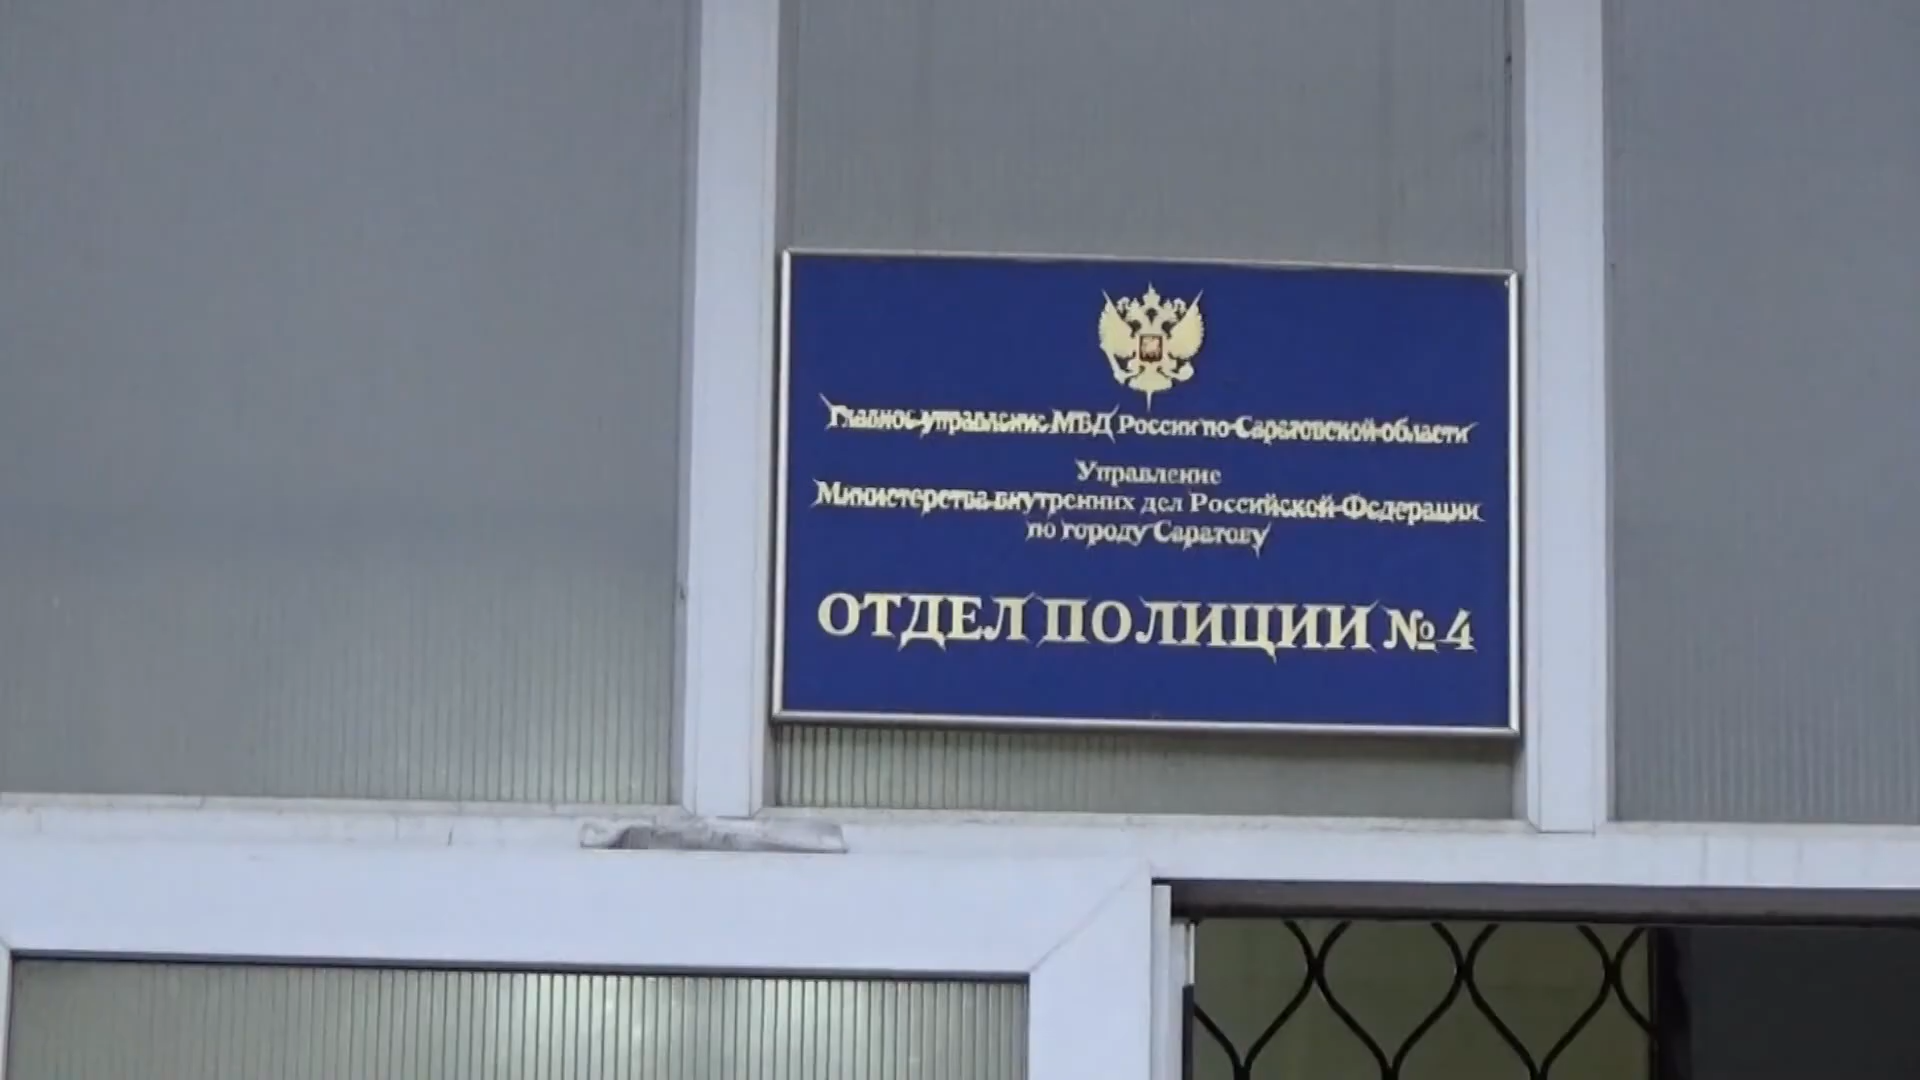 Главное управление МВД России по Саратовской области
Управление
Министерства внутренних дел Российской Федерации
по городу Саратову
ОТДЕЛ ПОЛИЦИИ № 4